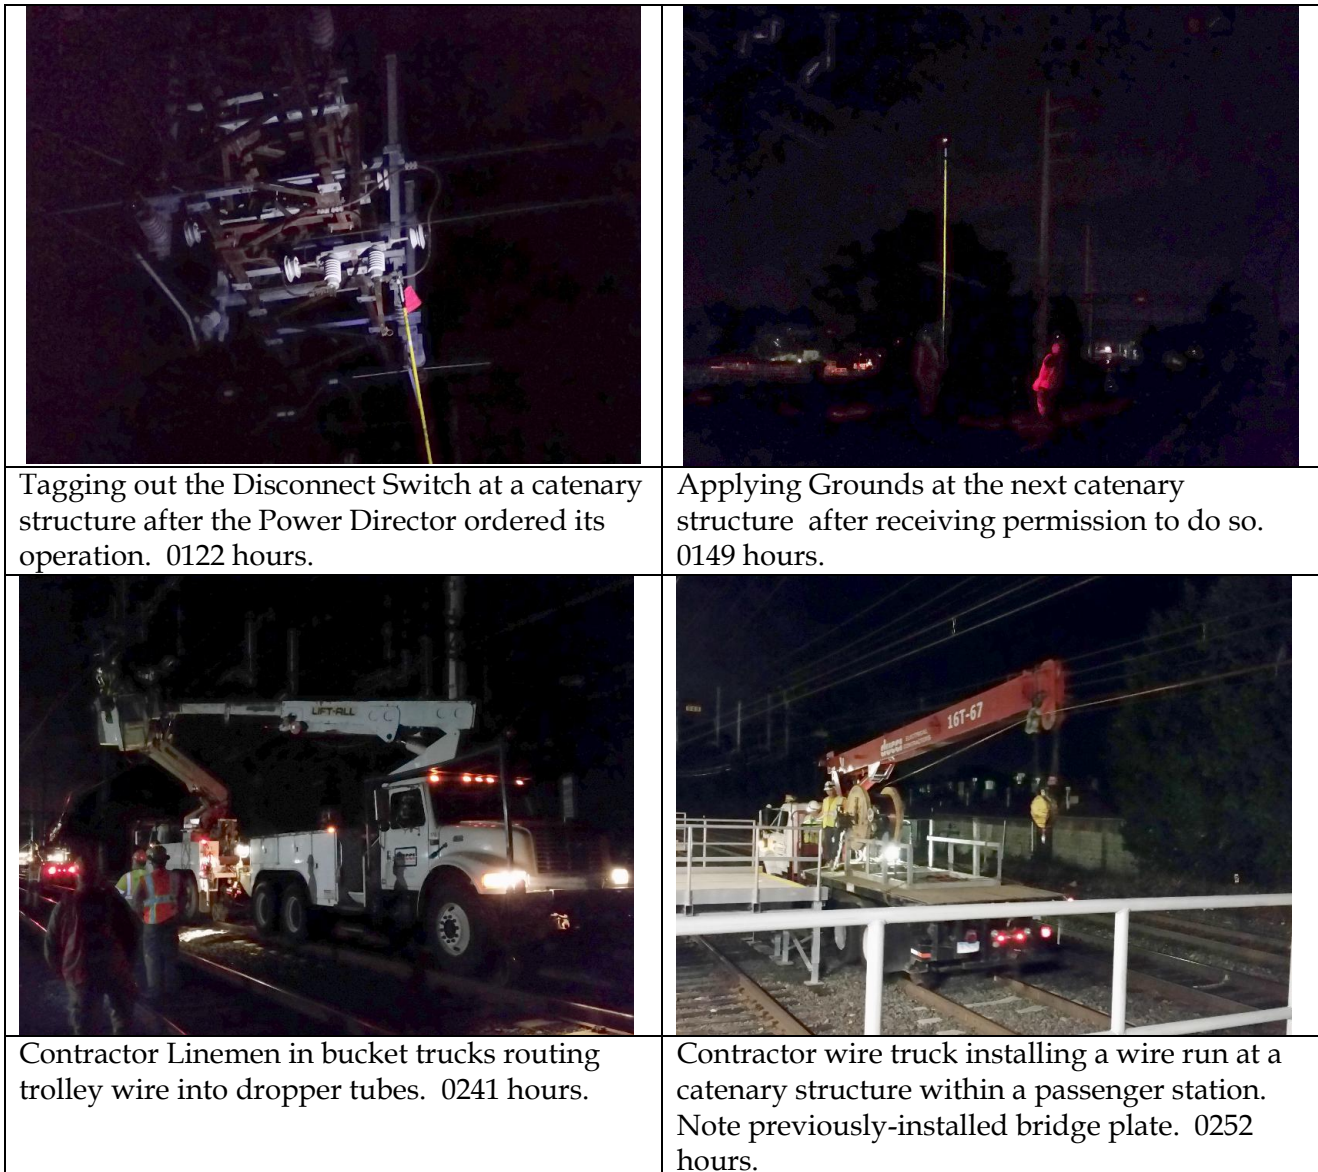 Tagging out the Disconnect Switch at a catenary
structure after the Power Director ordered its
operation.  0122 hours.
Applying Grounds at the next catenary
structure  after receiving permission to do so.
0149 hours.
LIFT-ALL
16T-67
ducci
Contractor Linemen in bucket trucks routing
trolley wire into dropper tubes.  0241 hours.
Contractor wire truck installing a wire run at a
catenary structure within a passenger station.
Note previously-installed bridge plate.  0252
hours.